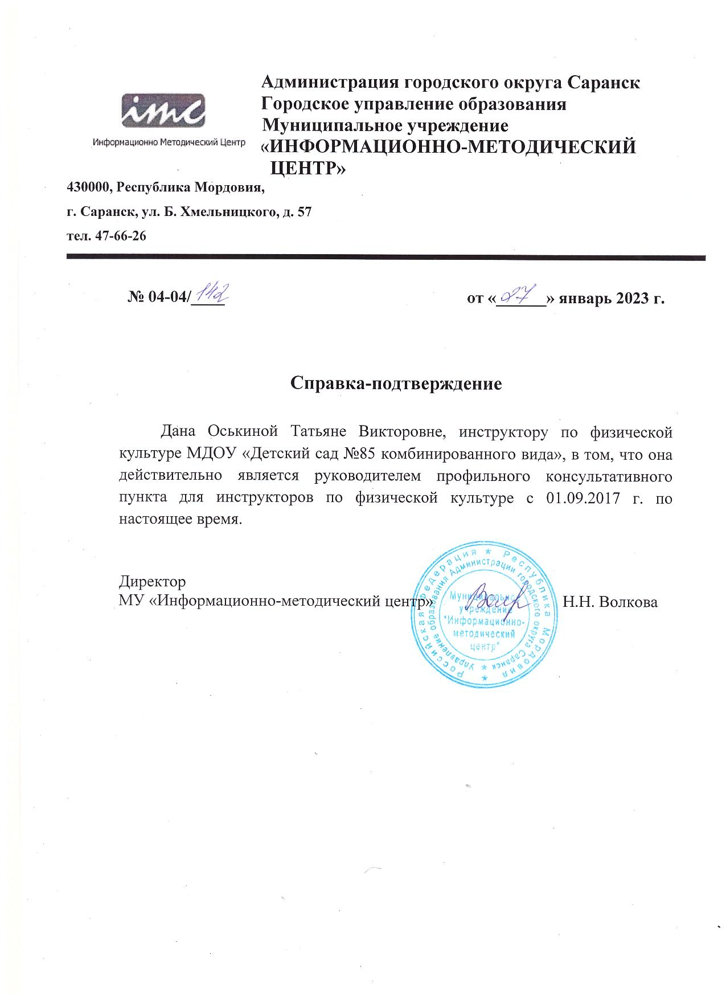 Администрация городского округа Саранск
Городское управление образования
Муниципальное учреждение
«ИНФОРМАЦИОННО-МЕТОДИЧЕСКИЙ
ЦЕНТР»
imc
Информационно Методический Центр
430000, Республика Мордовия,
г. Саранск, ул. Б. Хмельницкого, д. 57
тел. 47-66-26
№ 04-04/142 от «27» январь 2023 г.
Справка-подтверждение
Дана Оськиной Татьяне Викторовне, инструктору по физической
культуре МДОУ «Детский сад №85 комбинированного вида», в том, что она
действительно является руководителем профильного консультативного
пункта для инструкторов по физической культуре с 01.09.2017 г. по
настоящее время.
Директор
МУ «Информационно-методический центр» Н.Н. Волкова
Российская Федерация * Республика Мордовия *
Управление образования Администрации городского округа Саранск *
Муниципальное
учреждение
"Информационно-
методический
центр"